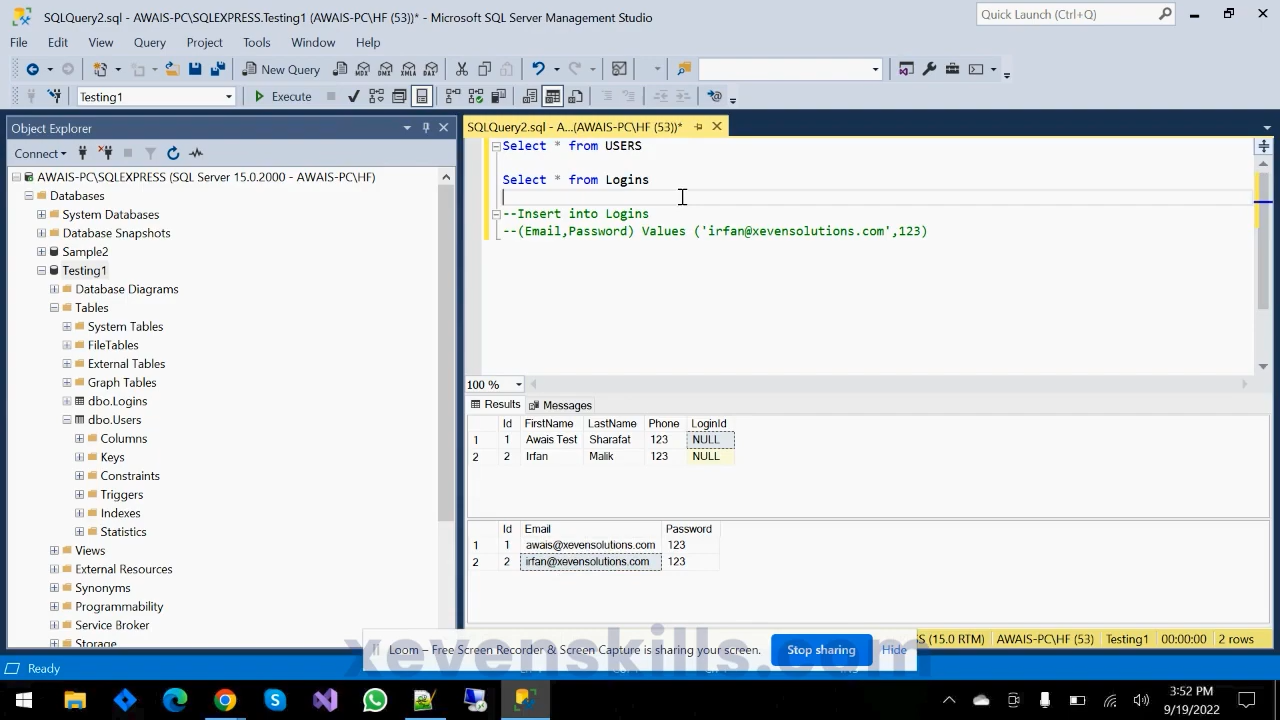 SQLQuery2.sql - AWAIS-PC\SQLEXPRESS.Testing1 (AWAIS-PC\HF (53))* - Microsoft SQL Server Management Studio
Quick Launch (Ctrl+Q)
File Edit View Query Project Tools Window Help
New Query MDX DMX XMLA DAX
Testing1 Execute
Object Explorer
SQLQuery2.sql - A...(AWAIS-PC\HF (53))*
Connect
AWAIS-PC\SQLEXPRESS (SQL Server 15.0.2000 - AWAIS-PC\HF)
Databases
System Databases
Database Snapshots
Sample2
Testing1
Database Diagrams
Tables
System Tables
FileTables
External Tables
Graph Tables
dbo.Logins
dbo.Users
Columns
Keys
Constraints
Triggers
Indexes
Statistics
Views
External Resources
Synonyms
Programmability
Service Broker
Storage
Select * from USERS
Select * from Logins
--Insert into Logins
--(Email,Password) Values ('irfan@xevensolutions.com',123)
100 %
Results Messages
Id FirstName LastName Phone LoginId
1 1 Awais Test Sharafat 123 NULL
2 2 Irfan Malik 123 NULL
Id Email Password
1 1 awais@xevensolutions.com 123
2 2 irfan@xevensolutions.com 123
(15.0 RTM) AWAIS-PC\HF (53) Testing1 00:00:00 2 rows
xevenskills.com
Loom – Free Screen Recorder & Screen Capture is sharing your screen. Stop sharing Hide
Ready
3:52 PM
9/19/2022